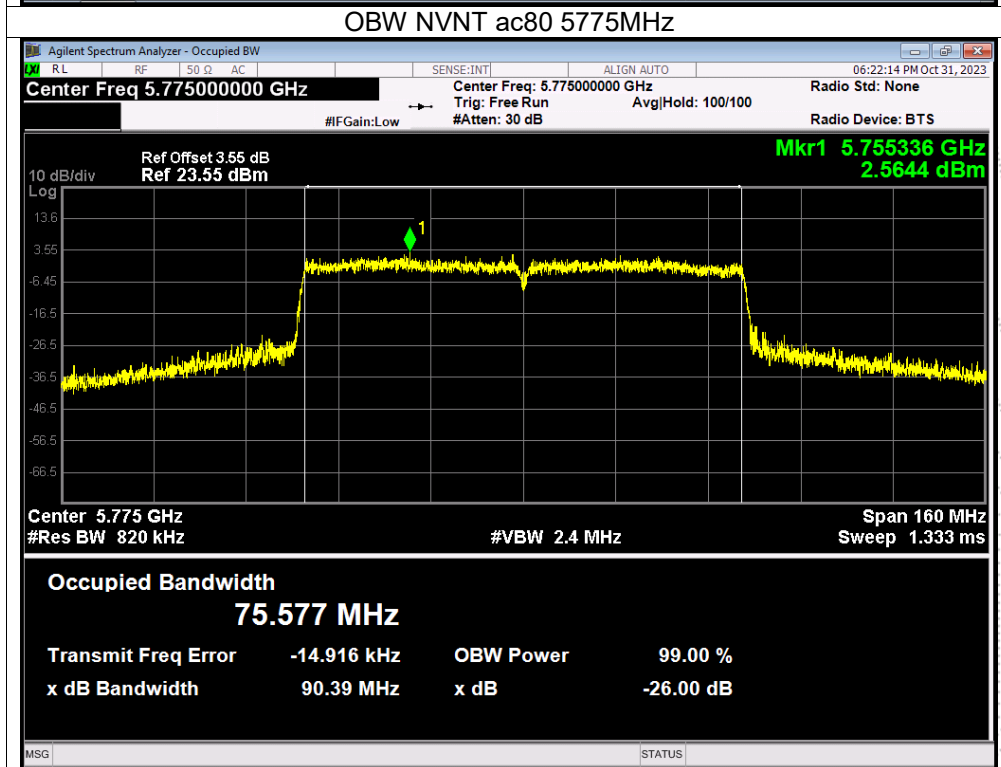 OBW NVNT ac80 5775MHz
Agilent Spectrum Analyzer - Occupied BW
LXI RL RF 50 Ω AC SENSE:INT ALIGN AUTO 06:22:14 PM Oct 31, 2023
Center Freq 5.775000000 GHz Center Freq: 5.775000000 GHz Radio Std: None
Trig: Free Run Avg|Hold: 100/100
#IFGain:Low #Atten: 30 dB Radio Device: BTS
Mkr1 5.755336 GHz
2.5644 dBm
Ref Offset 3.55 dB
10 dB/div Ref 23.55 dBm
Log
13.6
1
3.55
-6.45
-16.5
-26.5
-36.5
-46.5
-56.5
-66.5
Center 5.775 GHz Span 160 MHz
#Res BW 820 kHz #VBW 2.4 MHz Sweep 1.333 ms
Occupied Bandwidth
75.577 MHz
Transmit Freq Error -14.916 kHz OBW Power 99.00 %
x dB Bandwidth 90.39 MHz x dB -26.00 dB
MSG STATUS